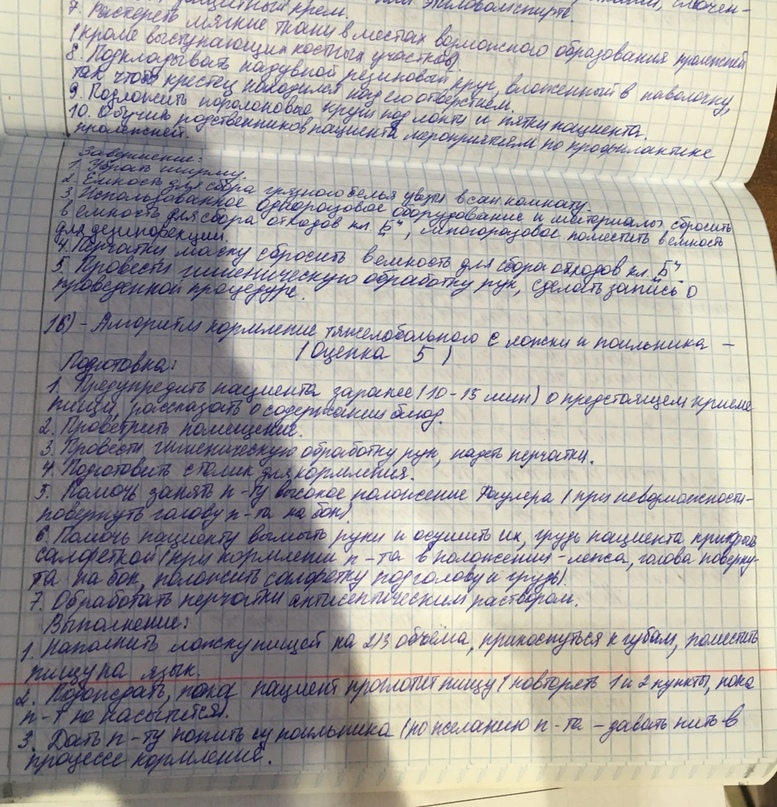 7. Растереть мягкие ткани в местах возможного образования пролежней
(кроме выступающих костных участков)
8. Подкладывать надувной резиновый круг, вложенный в наволочку,
так чтоб крестец находился над его отверстием.
9. Подложить поролоновые круги под локти и пятки пациента.
10. Обучить родственников пациента мероприятиям по профилактике
пролежней.
Завершение:
1. Убрать ширму.
2. Емкость для сбора грязного белья увезти в сан. комнату.
3. Использованное одноразовое оборудование и материалы сбросить
в емкость для сбора отходов кл. Б", многоразовое поместить в емкость
для дезинфекции.
4. Перчатки маску сбросить в емкость для сбора отходов кл. Б"
5. Провести гигиеническую обработку рук, сделать запись о
проведенной процедуре.
16) - Алгоритм кормление тяжелобольного с ложки и поильника -
(Оценка 5)
Подготовка:
1. Предупредить пациента заранее (10-15 мин) о предстоящем приеме
пищи, рассказать о содержании блюд.
2. Проветрить помещение.
3. Провести гигиеническую обработку рук, надеть перчатки.
4. Подготовить столик для кормления.
5. Помочь занять п-ту высокое положение Фаулера (при невозможности-
повернуть голову п-та на бок).
6. Помочь пациенту вымыть руки и осушить их, грудь пациента прикрыть
салфеткой (при кормлении п-та в положении -лежа, голова поверну-
та на бок, положить салфетку под голову и грудь).
7. Обработать перчатки антисептическим раствором.
Выполнение:
1. Наполнить ложку пищей на 2/3 объёма, прикоснуться к губам, поместить
пищу на язык.
2. Подождать, пока пациент проглотит пищу (повторять 1 и 2 пункты, пока
п-т не насытется).
3. Дать п-ту попить из поильника (по желанию п-та - давать пить в
процессе кормления.